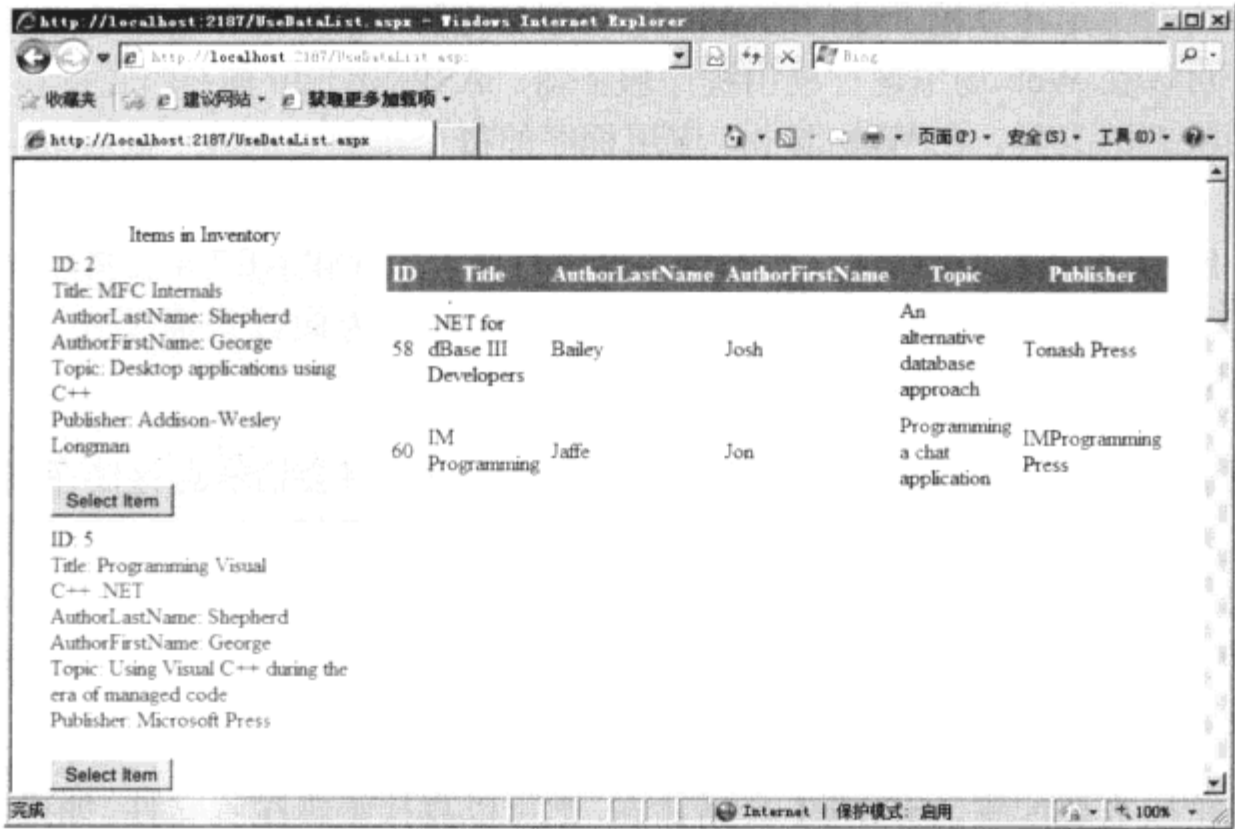 http://localhost:2187/UseDataList.aspx - Windows Internet Explorer
http://localhost:2187/UseDataList.aspx
Bing
收藏夹 建议网站 获取更多加载项
http://localhost:2187/UseDataList.aspx
页面(P) 安全(S) 工具(O)
Items in Inventory
ID: 2
Title: MFC Internals
AuthorLastName: Shepherd
AuthorFirstName: George
Topic: Desktop applications using
C++
Publisher: Addison-Wesley
Longman
Select Item
ID: 5
Title: Programming Visual
C++ .NET
AuthorLastName: Shepherd
AuthorFirstName: George
Topic: Using Visual C++ during the
era of managed code
Publisher: Microsoft Press
Select Item
ID Title AuthorLastName AuthorFirstName Topic Publisher
58 .NET for dBase III Developers Bailey Josh An alternative database approach Tonash Press
60 IM Programming Jaffe Jon Programming a chat application IMProgramming Press
完成
Internet | 保护模式: 启用
100%